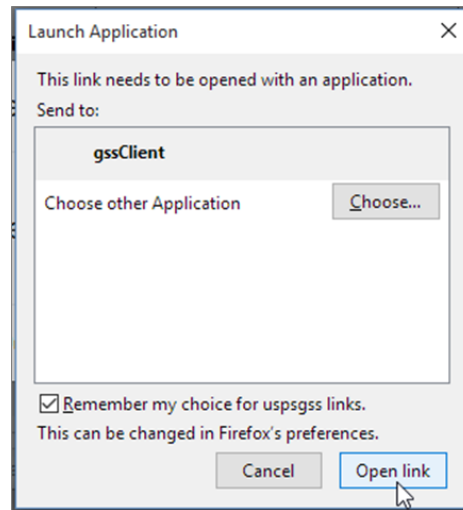 Launch Application
This link needs to be opened with an application.
Send to:
gssClient
Choose other Application
Choose...
Remember my choice for uspsgss links.
This can be changed in Firefox's preferences.
Cancel
Open link